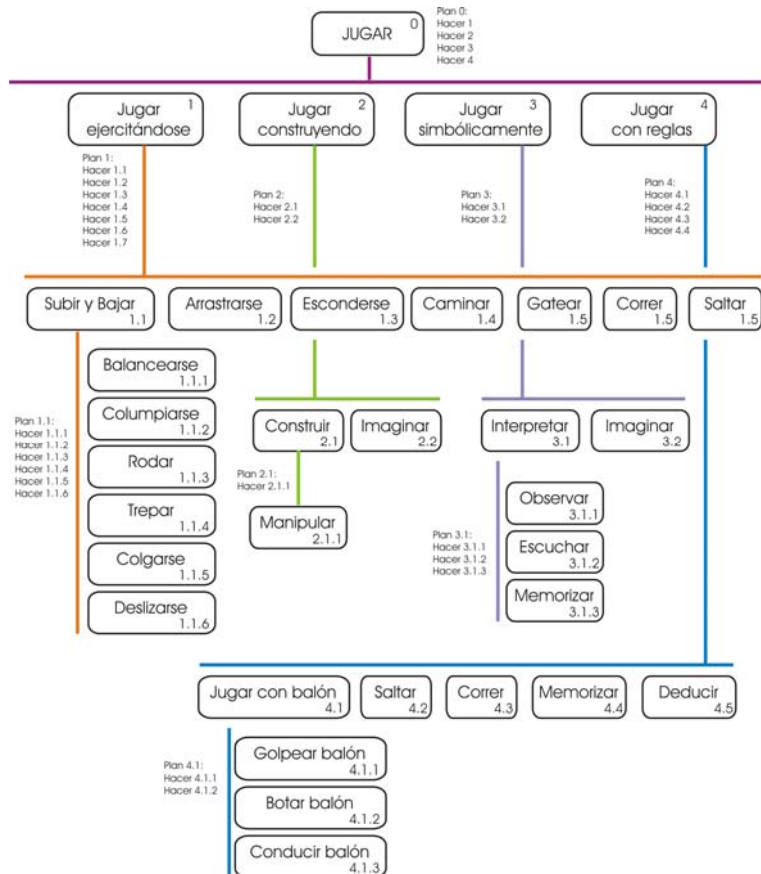 JUGAR
0
Plan 0:
Hacer 1
Hacer 2
Hacer 3
Hacer 4
Jugar
ejercitándose
1
Jugar
construyendo
2
Jugar
simbólicamente
3
Jugar
con reglas
4
Plan 1:
Hacer 1.1
Hacer 1.2
Hacer 1.3
Hacer 1.4
Hacer 1.5
Hacer 1.6
Hacer 1.7
Plan 2:
Hacer 2.1
Hacer 2.2
Plan 3:
Hacer 3.1
Hacer 3.2
Plan 4:
Hacer 4.1
Hacer 4.2
Hacer 4.3
Hacer 4.4
Subir y Bajar
1.1
Arrastrarse
1.2
Esconderse
1.3
Caminar
1.4
Gatear
1.5
Correr
1.5
Saltar
1.5
Plan 1.1:
Hacer 1.1.1
Hacer 1.1.2
Hacer 1.1.3
Hacer 1.1.4
Hacer 1.1.5
Hacer 1.1.6
Balancearse
1.1.1
Columpiarse
1.1.2
Rodar
1.1.3
Trepar
1.1.4
Colgarse
1.1.5
Deslizarse
1.1.6
Construir
2.1
Imaginar
2.2
Plan 2.1:
Hacer 2.1.1
Manipular
2.1.1
Interpretar
3.1
Imaginar
3.2
Plan 3.1:
Hacer 3.1.1
Hacer 3.1.2
Hacer 3.1.3
Observar
3.1.1
Escuchar
3.1.2
Memorizar
3.1.3
Jugar con balón
4.1
Saltar
4.2
Correr
4.3
Memorizar
4.4
Deducir
4.5
Plan 4.1:
Hacer 4.1.1
Hacer 4.1.2
Golpear balón
4.1.1
Botar balón
4.1.2
Conducir balón
4.1.3